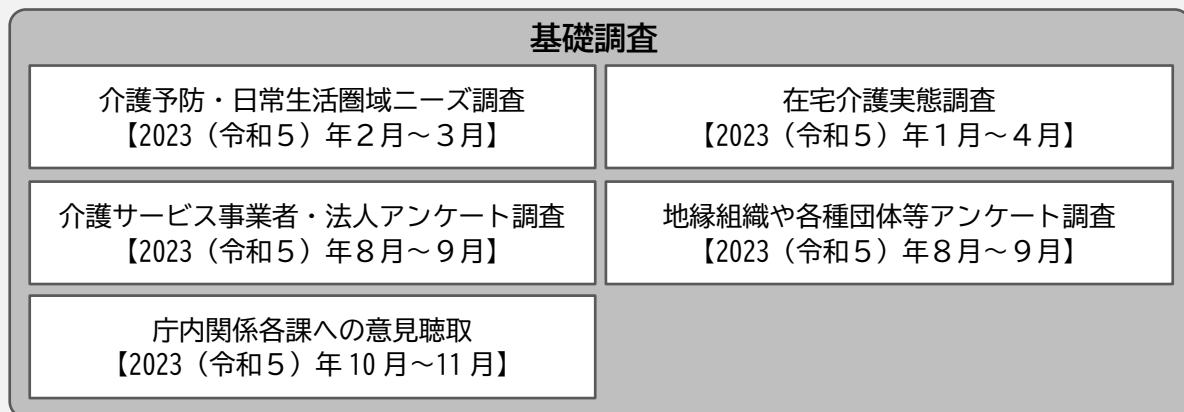 基礎調査
介護予防・日常生活圏域ニーズ調査
【2023（令和５）年２月～３月】
在宅介護実態調査
【2023（令和５）年１月～４月】
介護サービス事業者・法人アンケート調査
【2023（令和５）年８月～９月】
地縁組織や各種団体等アンケート調査
【2023（令和５）年８月～９月】
庁内関係各課への意見聴取
【2023（令和５）年 10 月～11 月】